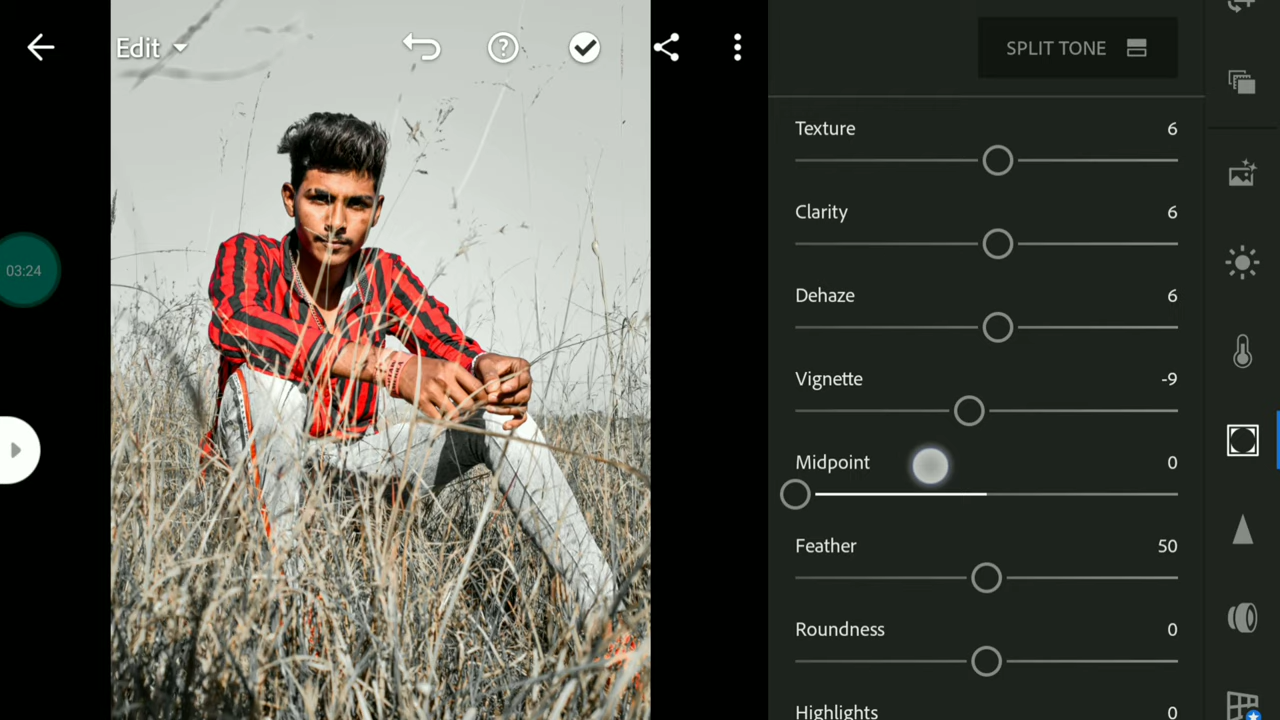 Edit
SPLIT TONE
03:24
Texture 6
Clarity 6
Dehaze 6
Vignette -9
Midpoint 0
Feather 50
Roundness 0
Highlights 0